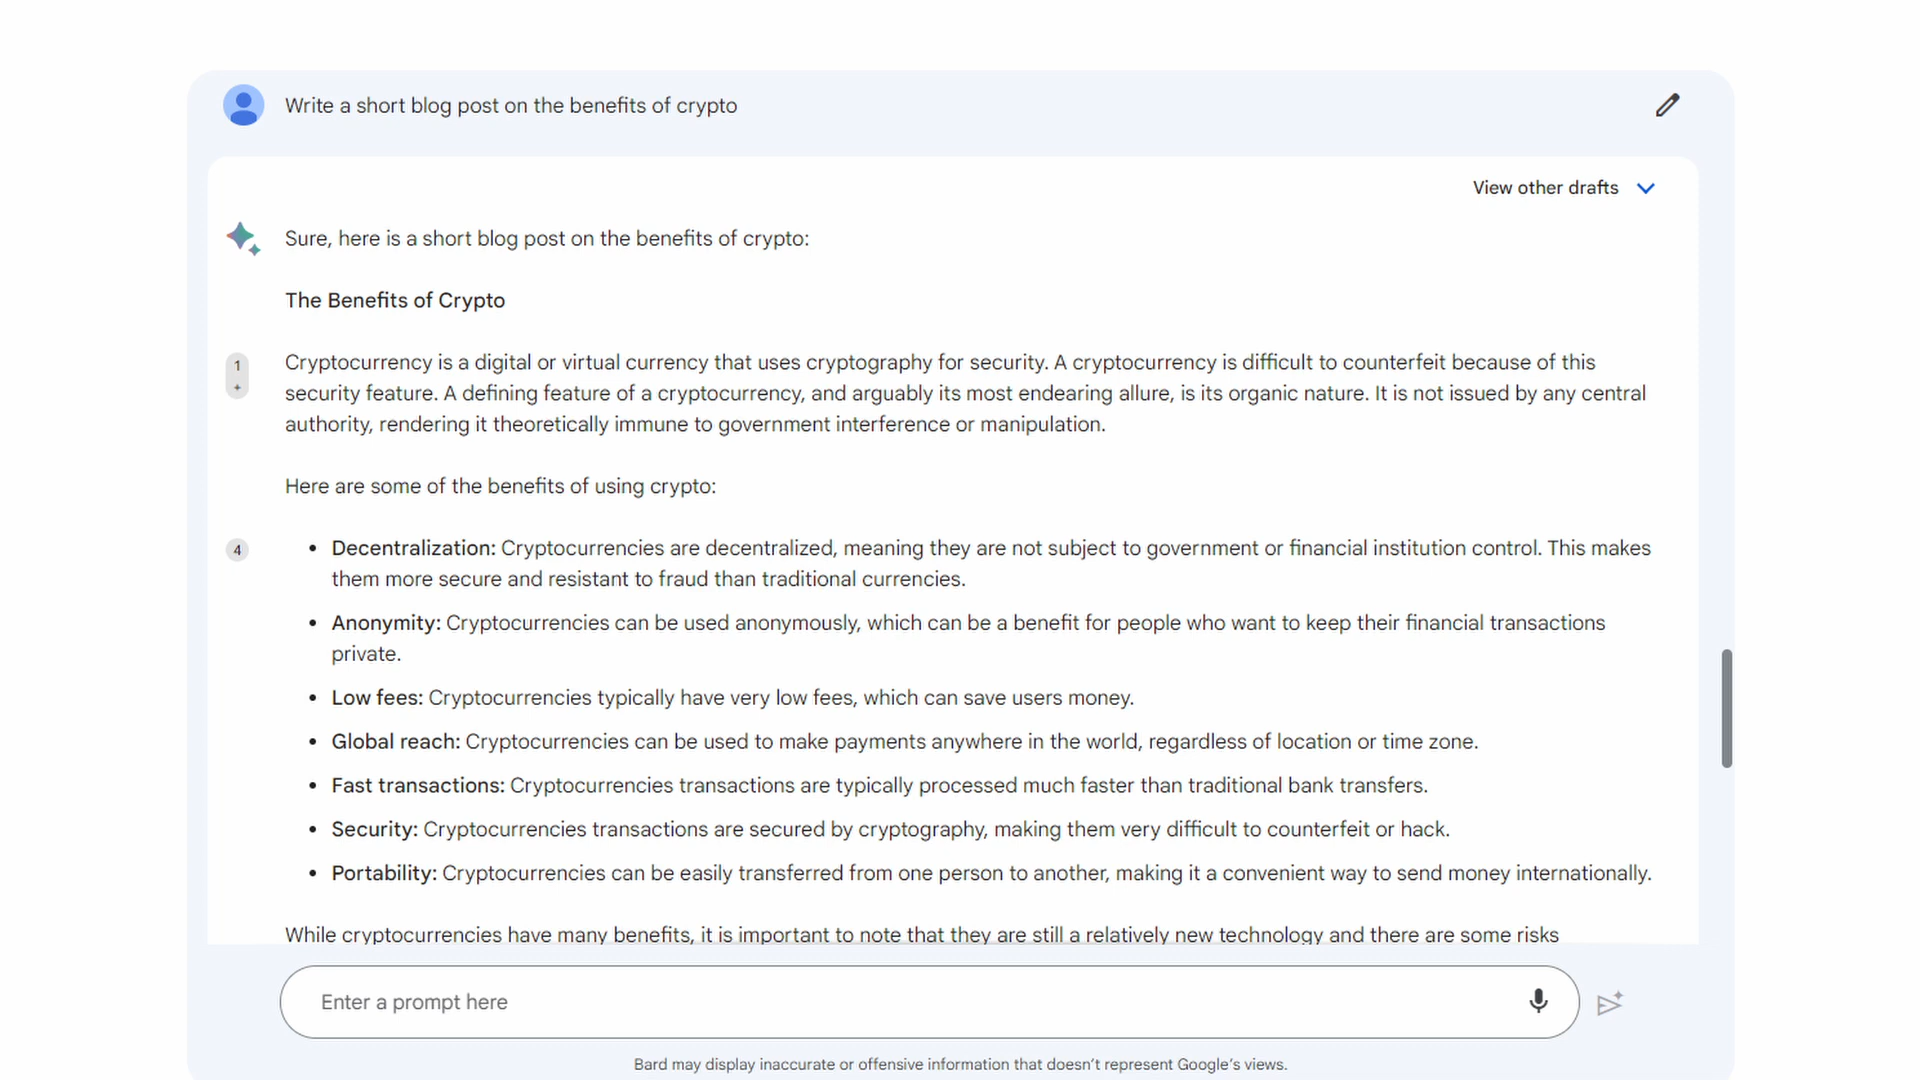 Write a short blog post on the benefits of crypto
View other drafts
Sure, here is a short blog post on the benefits of crypto:
The Benefits of Crypto
1
Cryptocurrency is a digital or virtual currency that uses cryptography for security. A cryptocurrency is difficult to counterfeit because of this
security feature. A defining feature of a cryptocurrency, and arguably its most endearing allure, is its organic nature. It is not issued by any central
authority, rendering it theoretically immune to government interference or manipulation.
Here are some of the benefits of using crypto:
4
• Decentralization: Cryptocurrencies are decentralized, meaning they are not subject to government or financial institution control. This makes
them more secure and resistant to fraud than traditional currencies.
• Anonymity: Cryptocurrencies can be used anonymously, which can be a benefit for people who want to keep their financial transactions
private.
• Low fees: Cryptocurrencies typically have very low fees, which can save users money.
• Global reach: Cryptocurrencies can be used to make payments anywhere in the world, regardless of location or time zone.
• Fast transactions: Cryptocurrencies transactions are typically processed much faster than traditional bank transfers.
• Security: Cryptocurrencies transactions are secured by cryptography, making them very difficult to counterfeit or hack.
• Portability: Cryptocurrencies can be easily transferred from one person to another, making it a convenient way to send money internationally.
While cryptocurrencies have many benefits, it is important to note that they are still a relatively new technology and there are some risks
Enter a prompt here
Bard may display inaccurate or offensive information that doesn't represent Google's views.